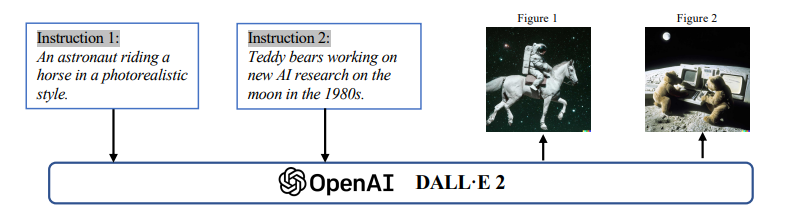 Instruction 1:
An astronaut riding a
horse in a photorealistic
style.
Instruction 2:
Teddy bears working on
new AI research on the
moon in the 1980s.
Figure 1
Figure 2
OpenAI DALL·E 2